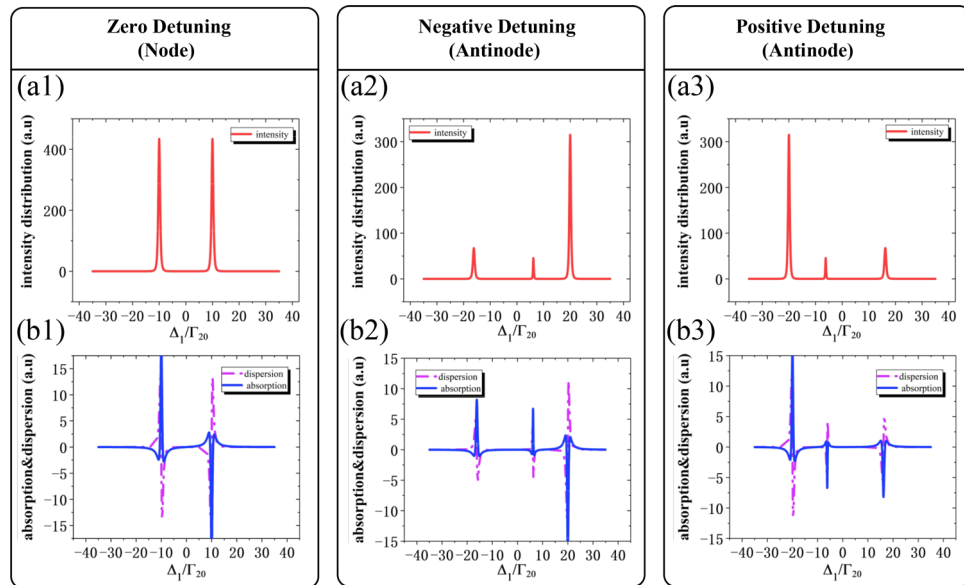 Zero Detuning
(Node)
(a1)
intensity distribution (a.u)
intensity
400
200
0
−40 −30 −20 −10 0 10 20 30 40
Δ₁/Γ₂₀
(b1)
absorption&dispersion (a.u)
dispersion
absorption
15
10
5
0
−5
−10
−15
−40 −30 −20 −10 0 10 20 30 40
Δ₁/Γ₂₀
Negative Detuning
(Antinode)
(a2)
intensity distribution (a.u)
intensity
300
200
100
0
−40 −30 −20 −10 0 10 20 30 40
Δ₁/Γ₂₀
(b2)
absorption&dispersion (a.u)
dispersion
absorption
15
10
5
0
−5
−10
−15
−40 −30 −20 −10 0 10 20 30 40
Δ₁/Γ₂₀
Positive Detuning
(Antinode)
(a3)
intensity distribution (a.u)
intensity
300
200
100
0
−40 −30 −20 −10 0 10 20 30 40
Δ₁/Γ₂₀
(b3)
absorption&dispersion (a.u)
dispersion
absorption
15
10
5
0
−5
−10
−15
−40 −30 −20 −10 0 10 20 30 40
Δ₁/Γ₂₀